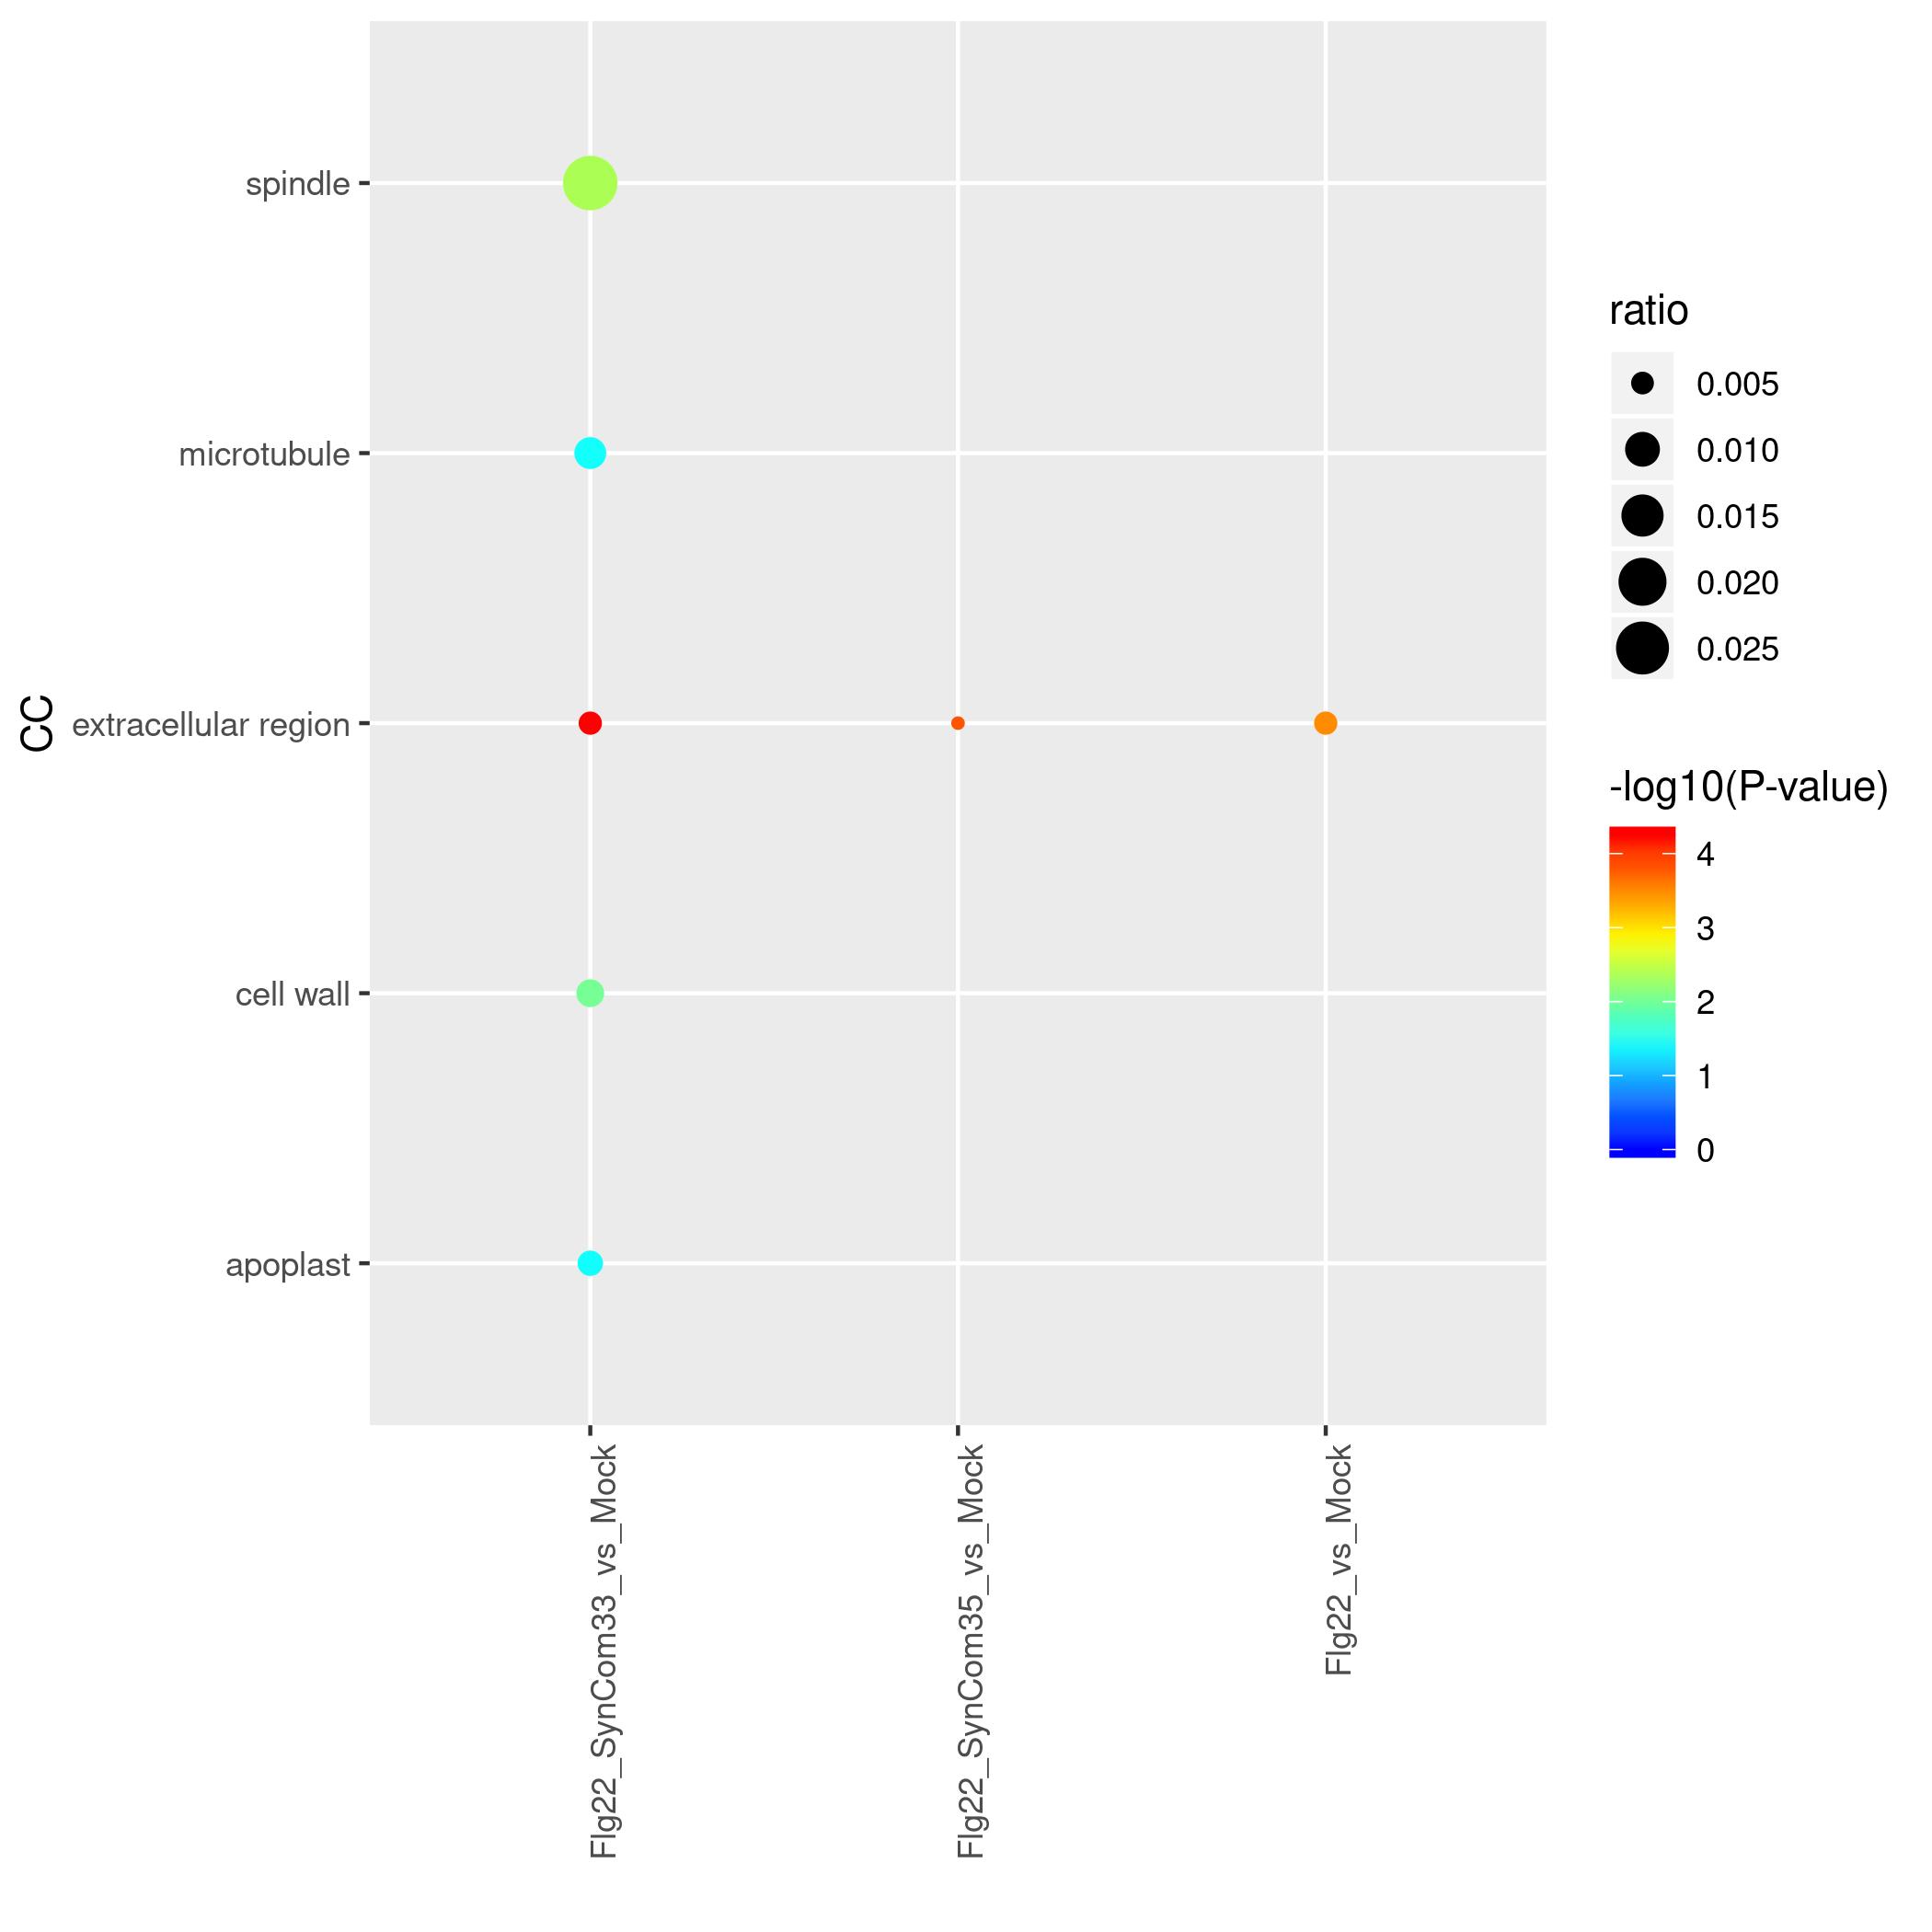 CC
spindle
microtubule
extracellular region
cell wall
apoplast
Flg22_SynCom33_vs_Mock
Flg22_SynCom35_vs_Mock
Flg22_vs_Mock
ratio
0.005
0.010
0.015
0.020
0.025
-log10(P-value)
4
3
2
1
0